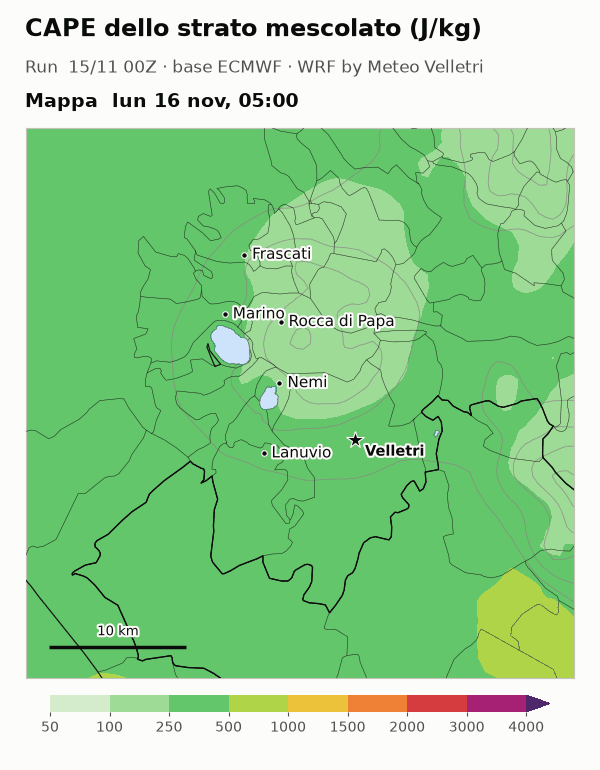 CAPE dello strato mescolato (J/kg)
Run  15/11 00Z · base ECMWF · WRF by Meteo Velletri
Mappa  lun 16 nov, 05:00
Frascati
Marino
Rocca di Papa
Nemi
Velletri
Lanuvio
10 km
50 100 250 500 1000 1500 2000 3000 4000